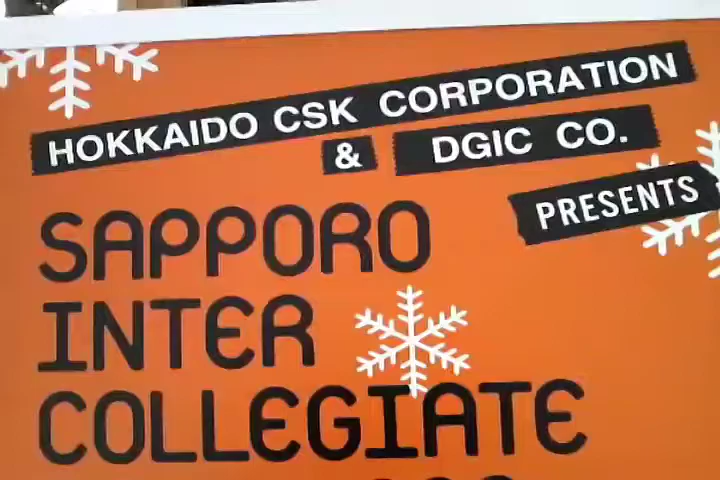 HOKKAIDO CSK CORPORATION
& DGIC CO.
PRESENTS
SAPPORO
INTER
COLLEGIATE